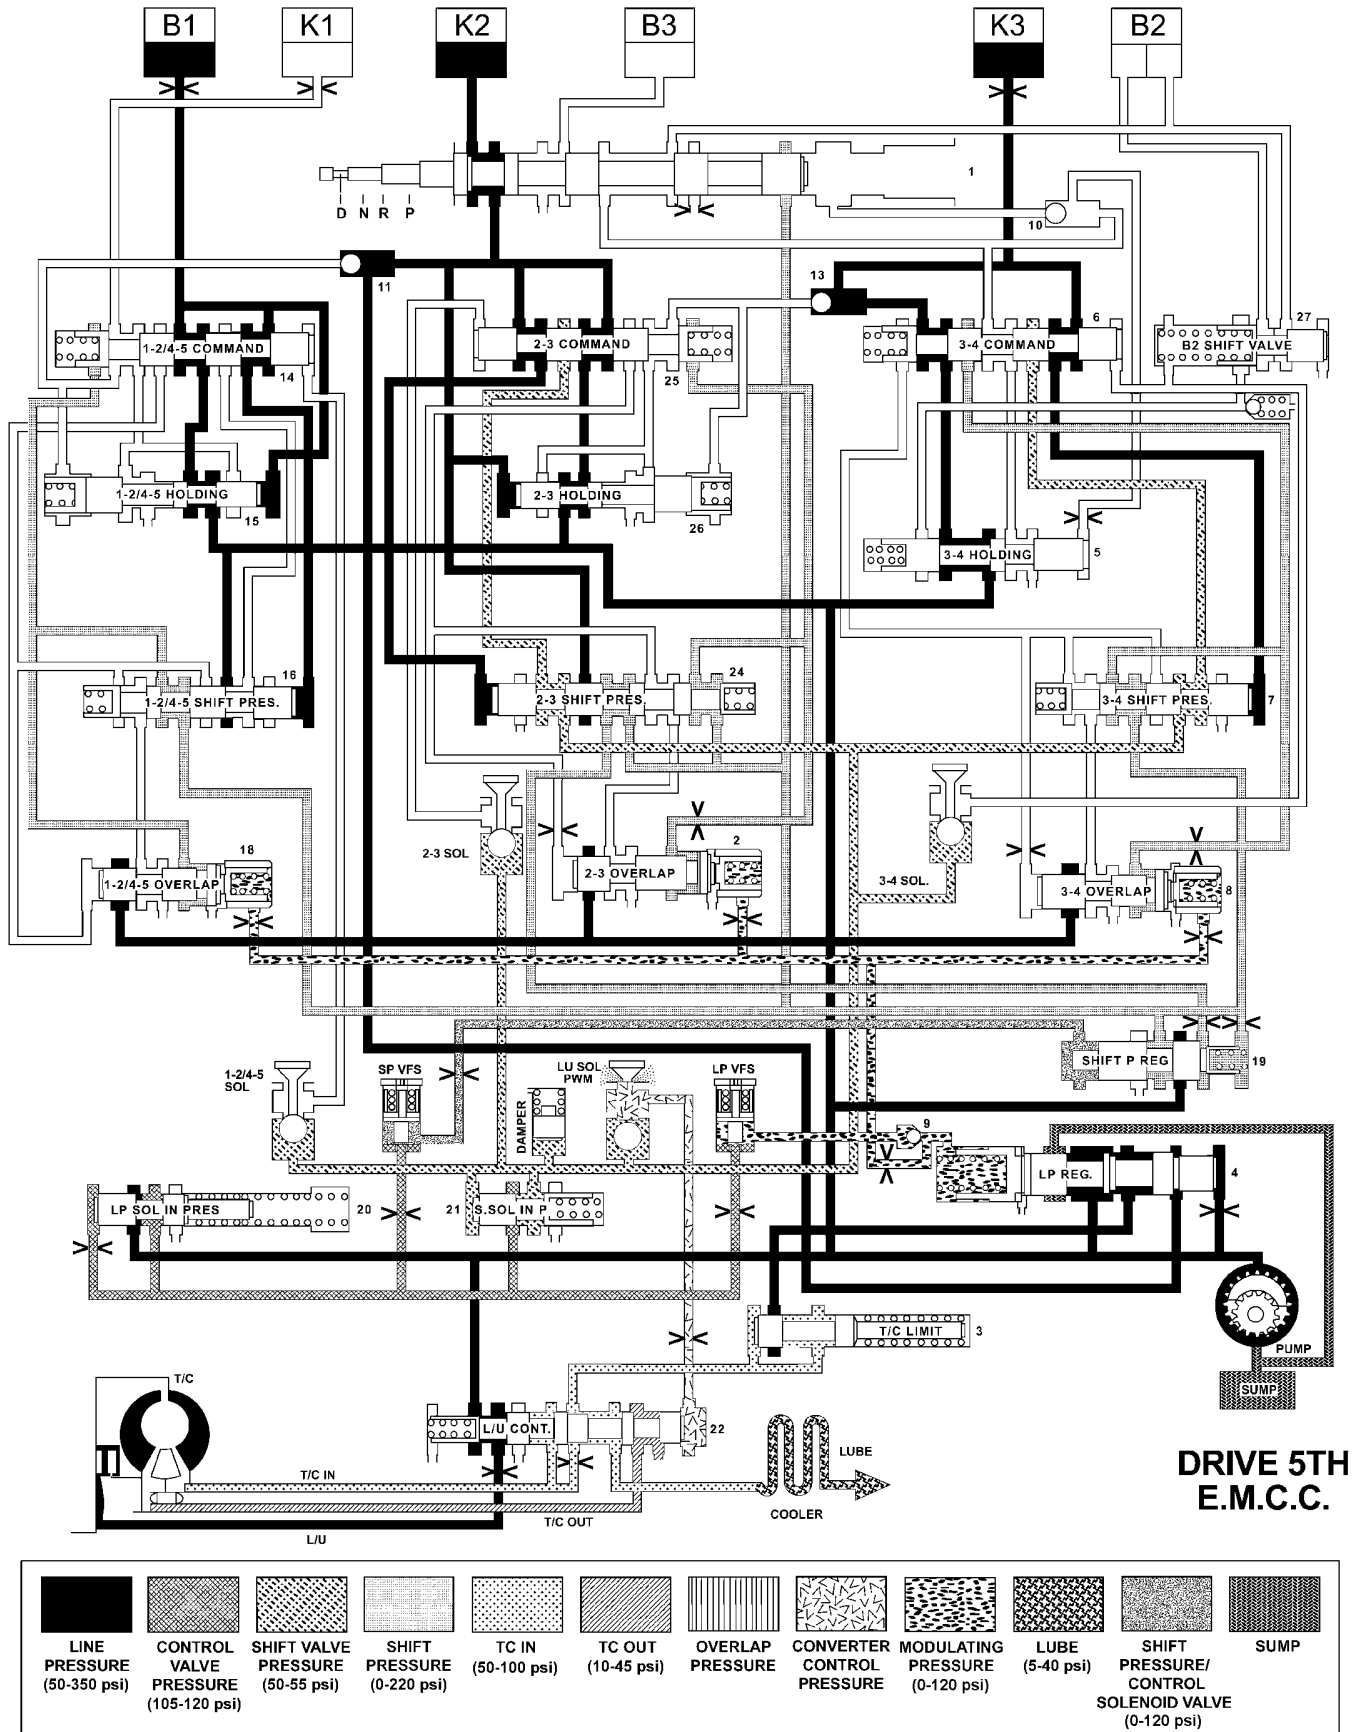 B1
K1
K2
B3
K3
B2
1
D N R P
10
11
13
6
27
1-2/4-5 COMMAND
2-3 COMMAND
3-4 COMMAND
B2 SHIFT VALVE
14
25
1-2/4-5 HOLDING
2-3 HOLDING
15
26
3-4 HOLDING
5
16
24
1-2/4-5 SHIFT PRES.
2-3 SHIFT PRES.
3-4 SHIFT PRES.
7
18
2-3 SOL
2
3-4 SOL.
1-2/4-5 OVERLAP
2-3 OVERLAP
3-4 OVERLAP
8
SHIFT P REG
19
1-2/4-5
SOL
SP VFS
DAMPER
LU SOL
PWM
LP VFS
9
LP REG.
4
LP SOL IN PRES
20
21
S.SOL IN P
T/C LIMIT
3
PUMP
SUMP
T/C
L/U CONT.
22
T/C IN
T/C OUT
L/U
LUBE
COOLER
DRIVE 5TH
E.M.C.C.
LINE
PRESSURE
(50-350 psi)
CONTROL
VALVE
PRESSURE
(105-120 psi)
SHIFT VALVE
PRESSURE
(50-55 psi)
SHIFT
PRESSURE
(0-220 psi)
TC IN
(50-100 psi)
TC OUT
(10-45 psi)
OVERLAP
PRESSURE
CONVERTER
CONTROL
PRESSURE
MODULATING
PRESSURE
(0-120 psi)
LUBE
(5-40 psi)
SHIFT
PRESSURE/
CONTROL
SOLENOID VALVE
(0-120 psi)
SUMP